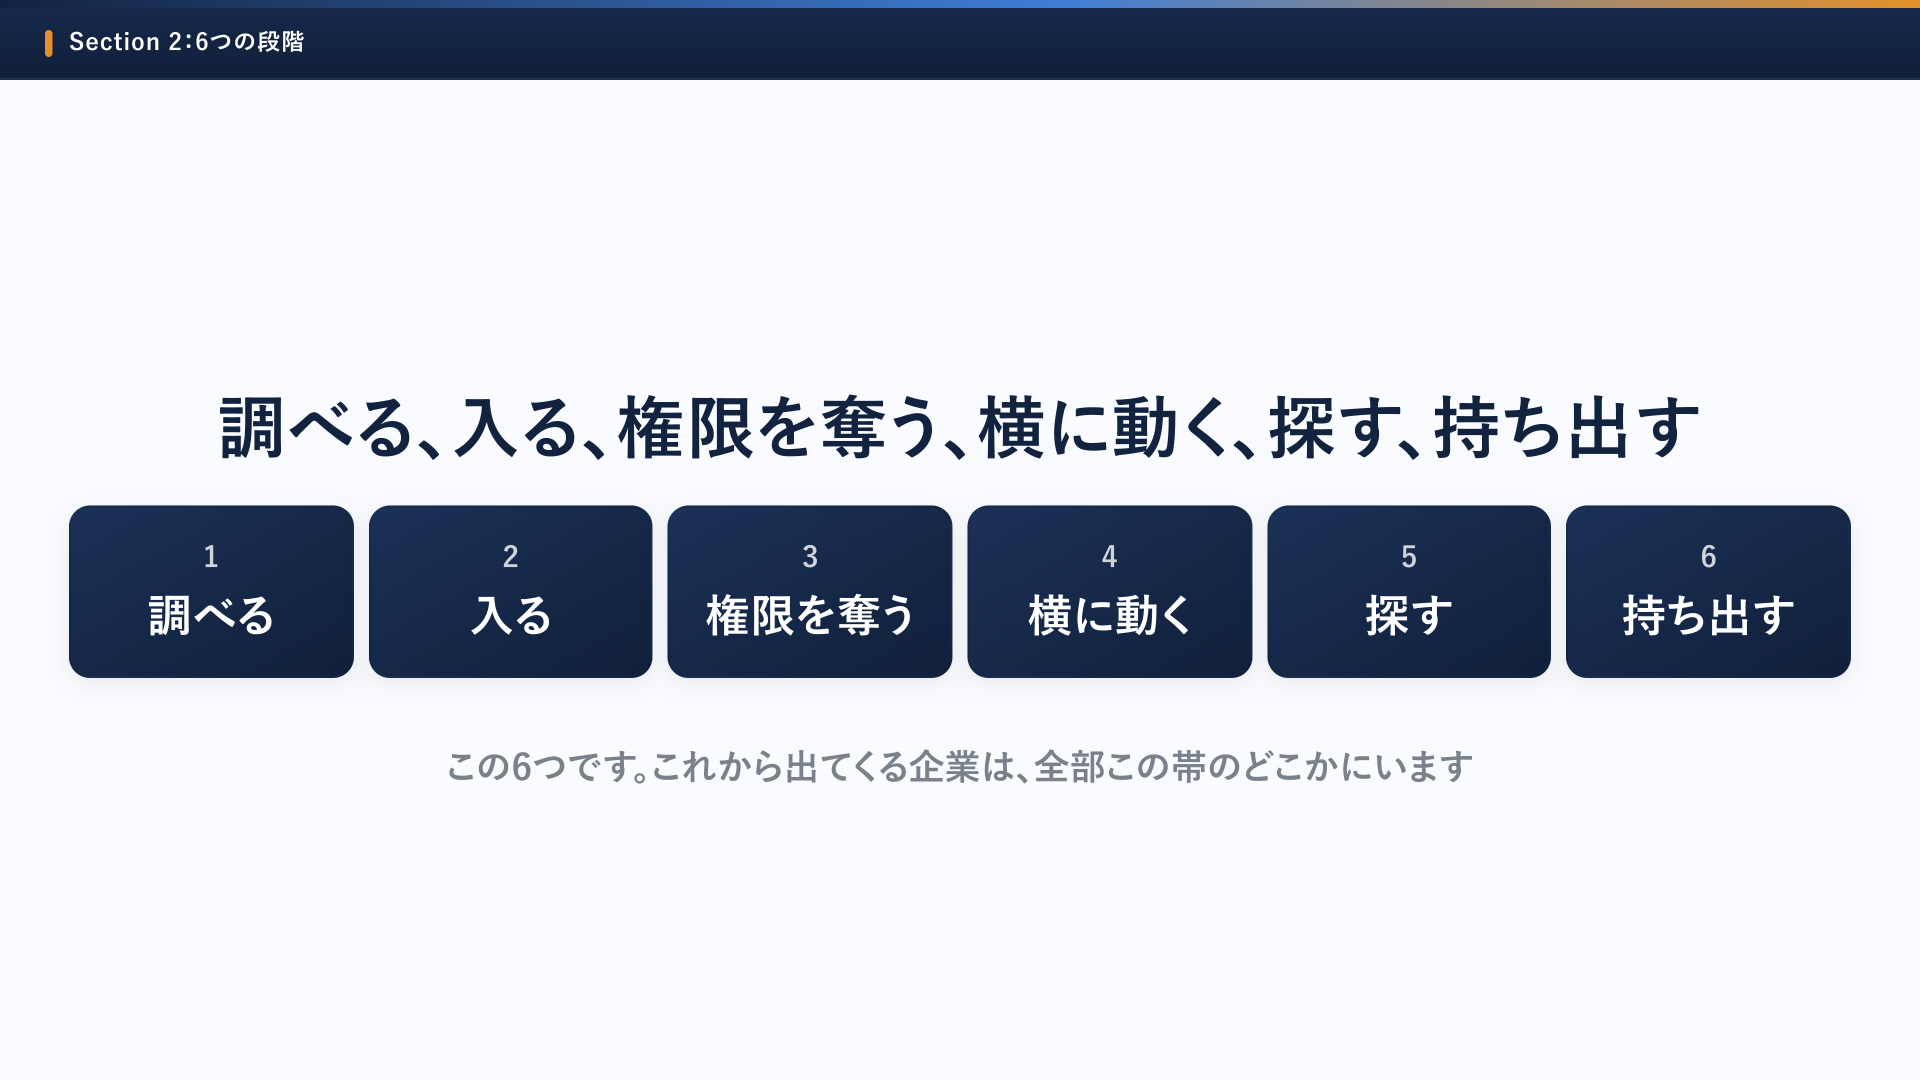 Section 2：6つの段階
調べる、入る、権限を奪う、横に動く、探す、持ち出す
1
調べる
2
入る
3
権限を奪う
4
横に動く
5
探す
6
持ち出す
この6つです。これから出てくる企業は、全部この帯のどこかにいます